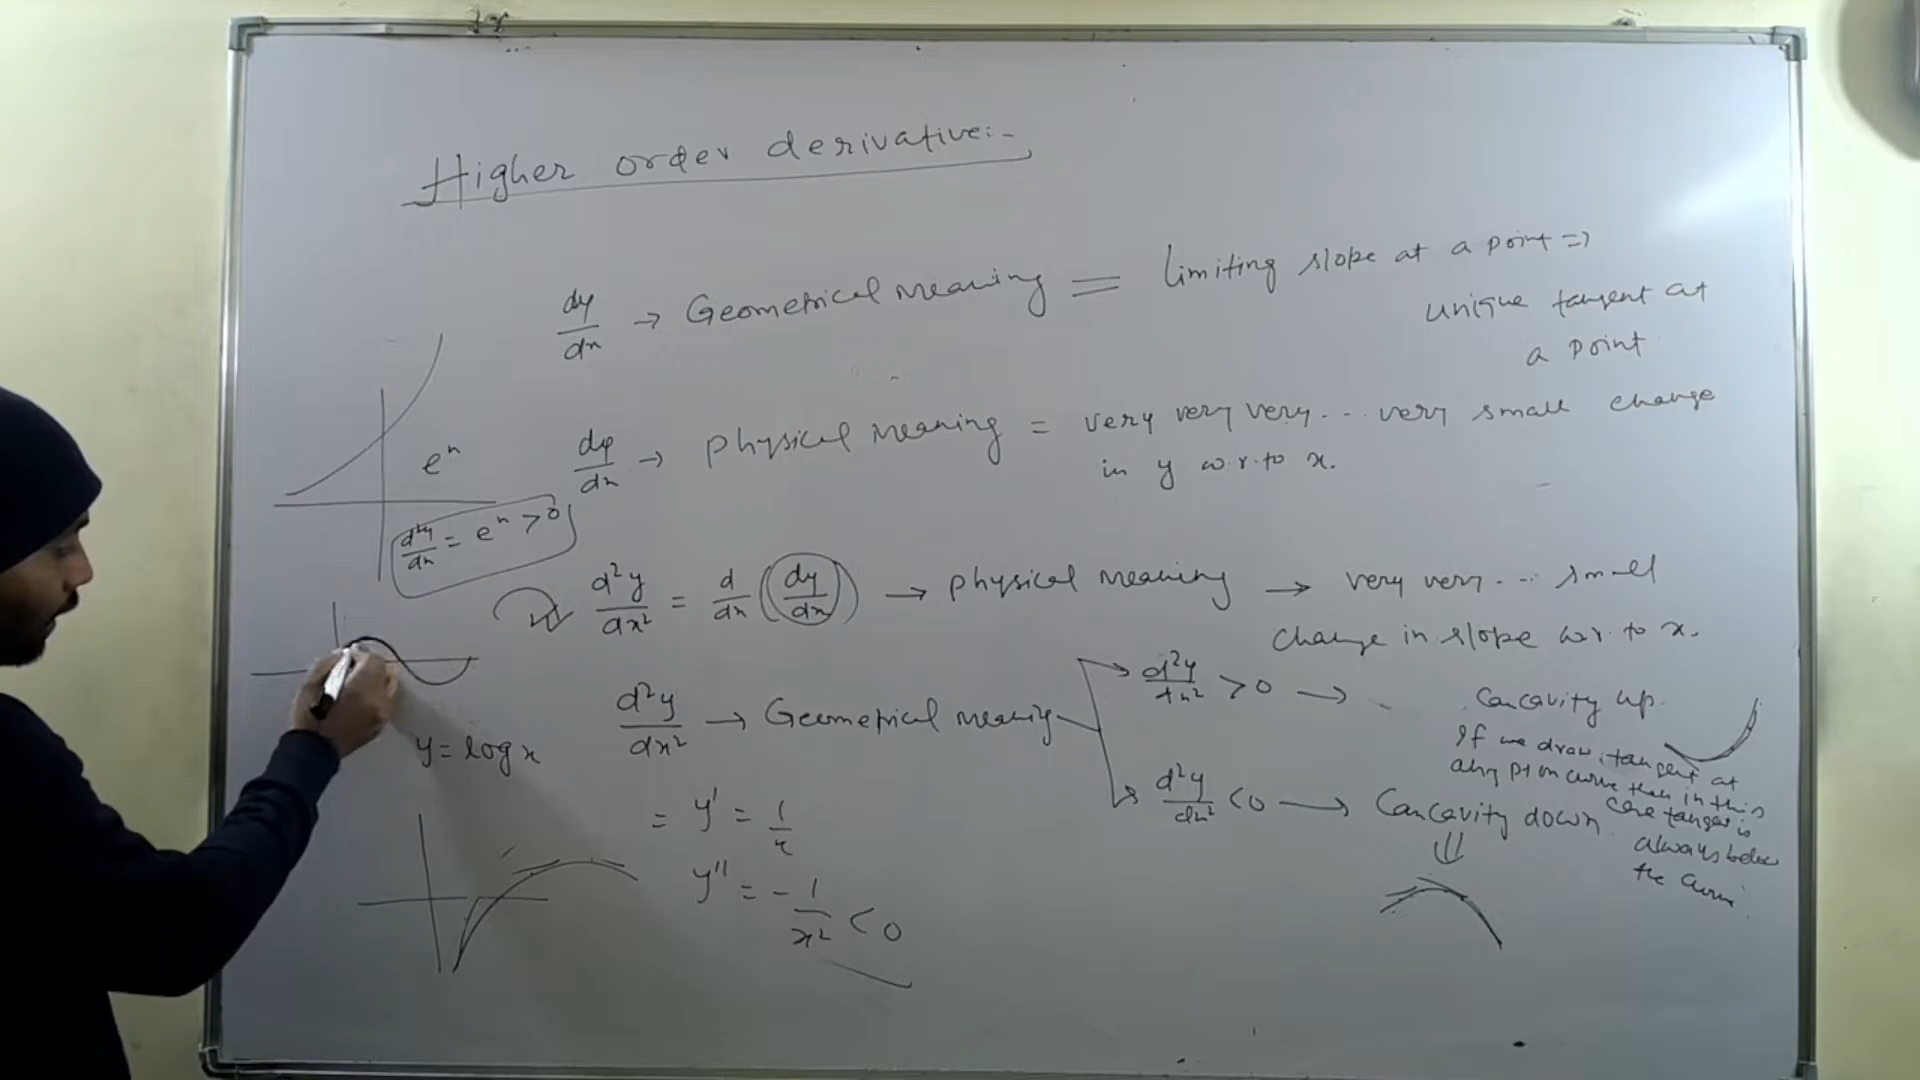 Higher order derivative:-
dy/dx → Geometrical meaning = limiting slope at a point ⇒
unique tangent at
a point
dy/dx → Physical meaning = very very very... very small change
in y w.r.to x.
e^x
d²y/dx = e^x > 0
d²y/dx² = d/dx (dy/dx) → Physical meaning → very very... small
change in slope w.r. to x.
d²y/dx² → Geometrical meaning
d²y/dx² > 0 → Concavity up.
If we draw tangent at
any pt on curve then in this
case tangent is
always below
the curve.
d²y/dx² < 0 → Concavity down.
y = log x
= y' = 1/x
y'' = - 1/x² < 0